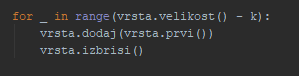 for _ in range(vrsta.velikost() - k):
    vrsta.dodaj(vrsta.prvi())
    vrsta.izbrisi()